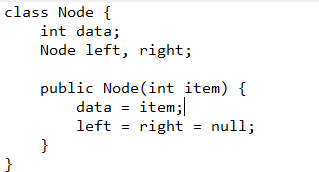 class Node {
    int data;
    Node left, right;

    public Node(int item) {
        data = item;
        left = right = null;
    }
}